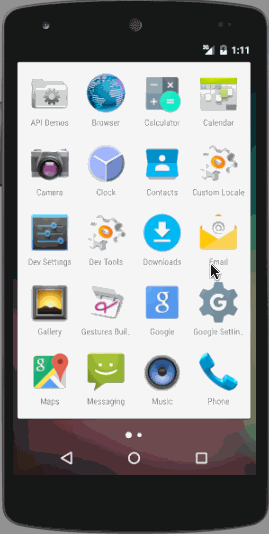 3G 1:11
API Demos Browser Calculator Calendar
Camera Clock Contacts Custom Locale
Dev Settings Dev Tools Downloads Email
Gallery Gestures Buil.. Google Google Settin..
Maps Messaging Music Phone